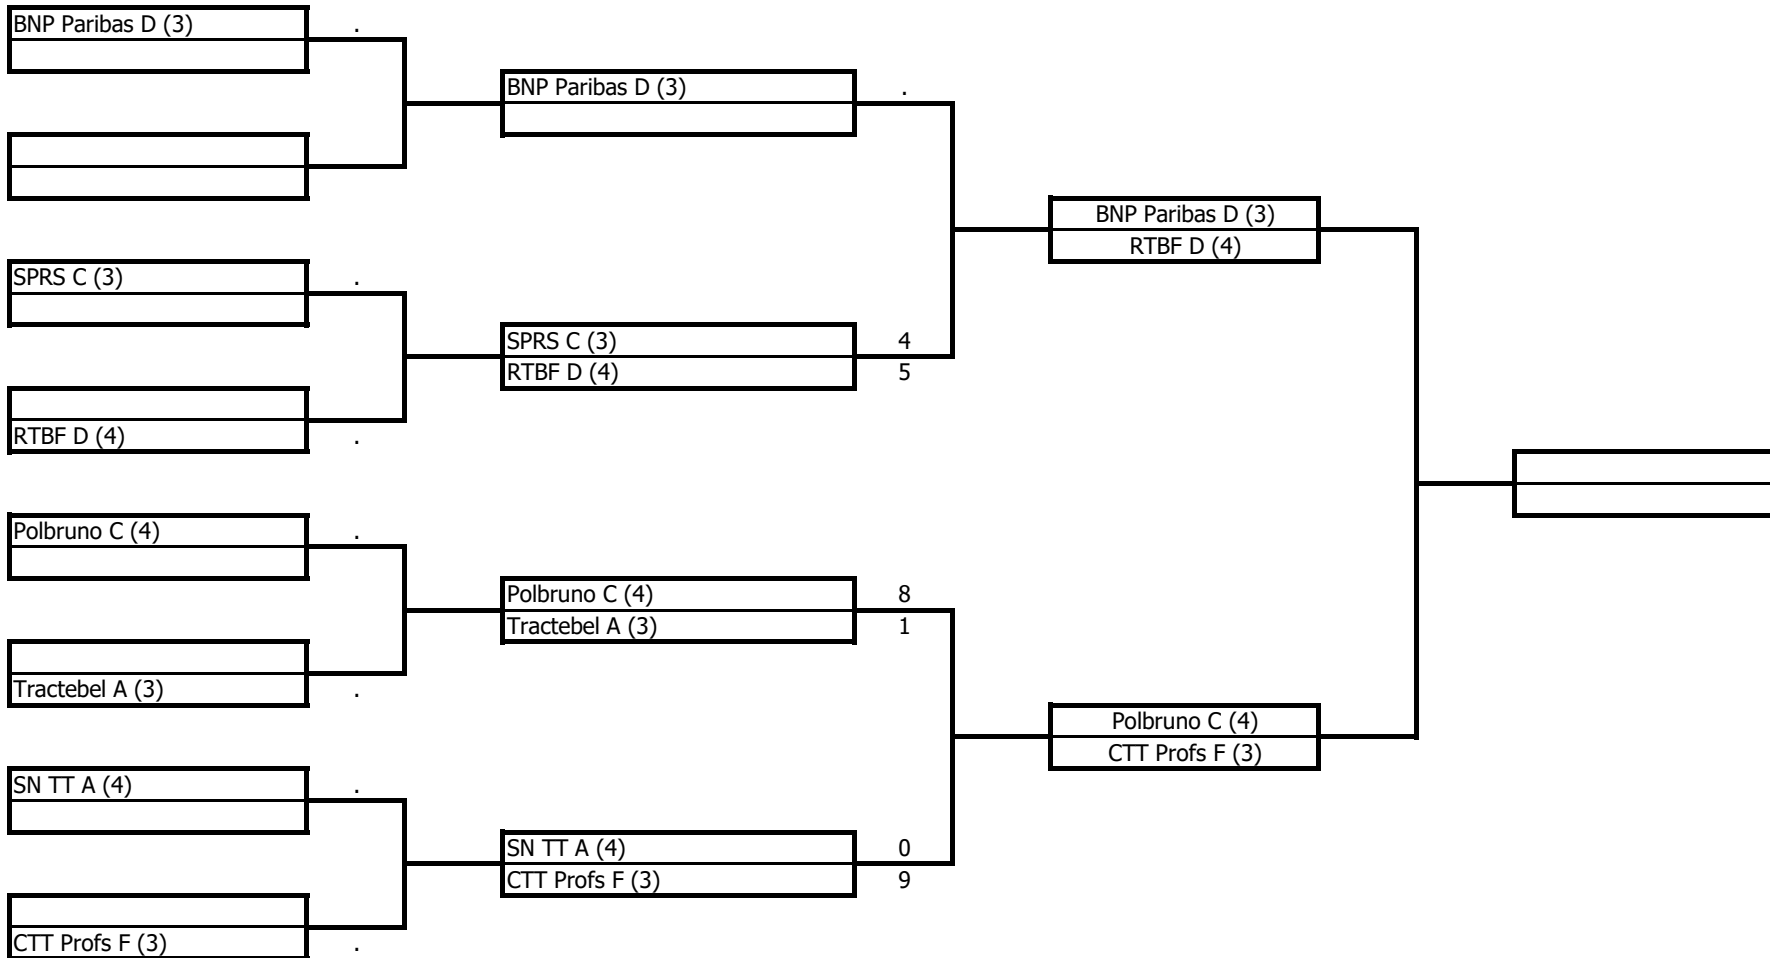 BNP Paribas D (3) .
BNP Paribas D (3) .
BNP Paribas D (3)
RTBF D (4)
SPRS C (3) .
SPRS C (3) 4
RTBF D (4) 5
RTBF D (4) .
Polbruno C (4) .
Polbruno C (4) 8
Tractebel A (3) 1
Tractebel A (3) .
Polbruno C (4)
CTT Profs F (3)
SN TT A (4) .
SN TT A (4) 0
CTT Profs F (3) 9
CTT Profs F (3) .